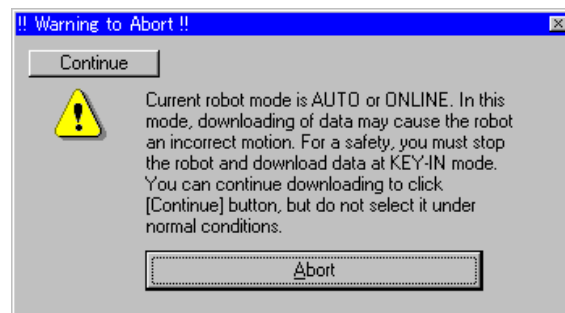 !! Warning to Abort !!
Continue
Current robot mode is AUTO or ONLINE. In this
mode, downloading of data may cause the robot
an incorrect motion. For a safety, you must stop
the robot and download data at KEY-IN mode.
You can continue downloading to click
[Continue] button, but do not select it under
normal conditions.
Abort